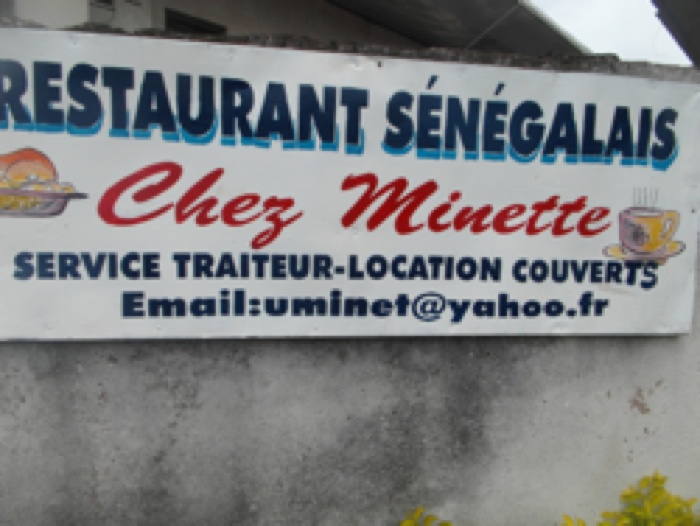 RESTAURANT SÉNÉGALAIS
Chez Minette
SERVICE TRAITEUR-LOCATION COUVERTS
Email:uminet@yahoo.fr